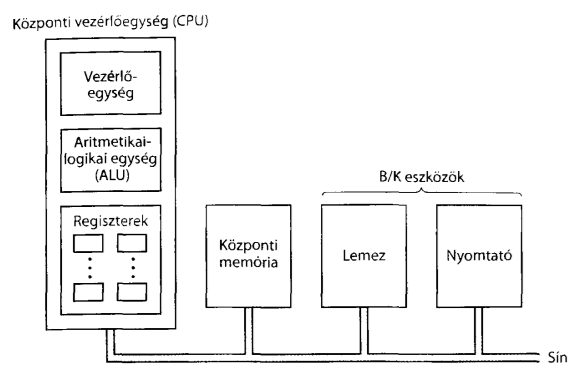 Központi vezérlőegység (CPU)
Vezérlő-
egység
Aritmetikai-
logikai egység
(ALU)
Regiszterek
Központi
memória
B/K eszközök
Lemez
Nyomtató
Sín